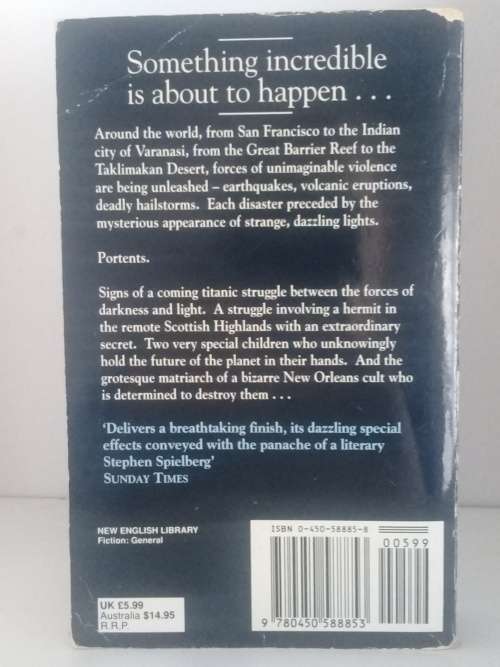 Something incredible
is about to happen . . .
Around the world, from San Francisco to the Indian
city of Varanasi, from the Great Barrier Reef to the
Taklimakan Desert, forces of unimaginable violence
are being unleashed – earthquakes, volcanic eruptions,
deadly hailstorms. Each disaster preceded by the
mysterious appearance of strange, dazzling lights.
Portents.
Signs of a coming titanic struggle between the forces of
darkness and light. A struggle involving a hermit in
the remote Scottish Highlands with an extraordinary
secret. Two very special children who unknowingly
hold the future of the planet in their hands. And the
grotesque matriarch of a bizarre New Orleans cult who
is determined to destroy them . . .
‘Delivers a breathtaking finish, its dazzling special
effects conveyed with the panache of a literary
Stephen Spielberg’
SUNDAY TIMES
NEW ENGLISH LIBRARY
Fiction: General
ISBN 0-450-58885-8
00599
9 780450 588853
UK £5.99
Australia $14.95
R.R.P.